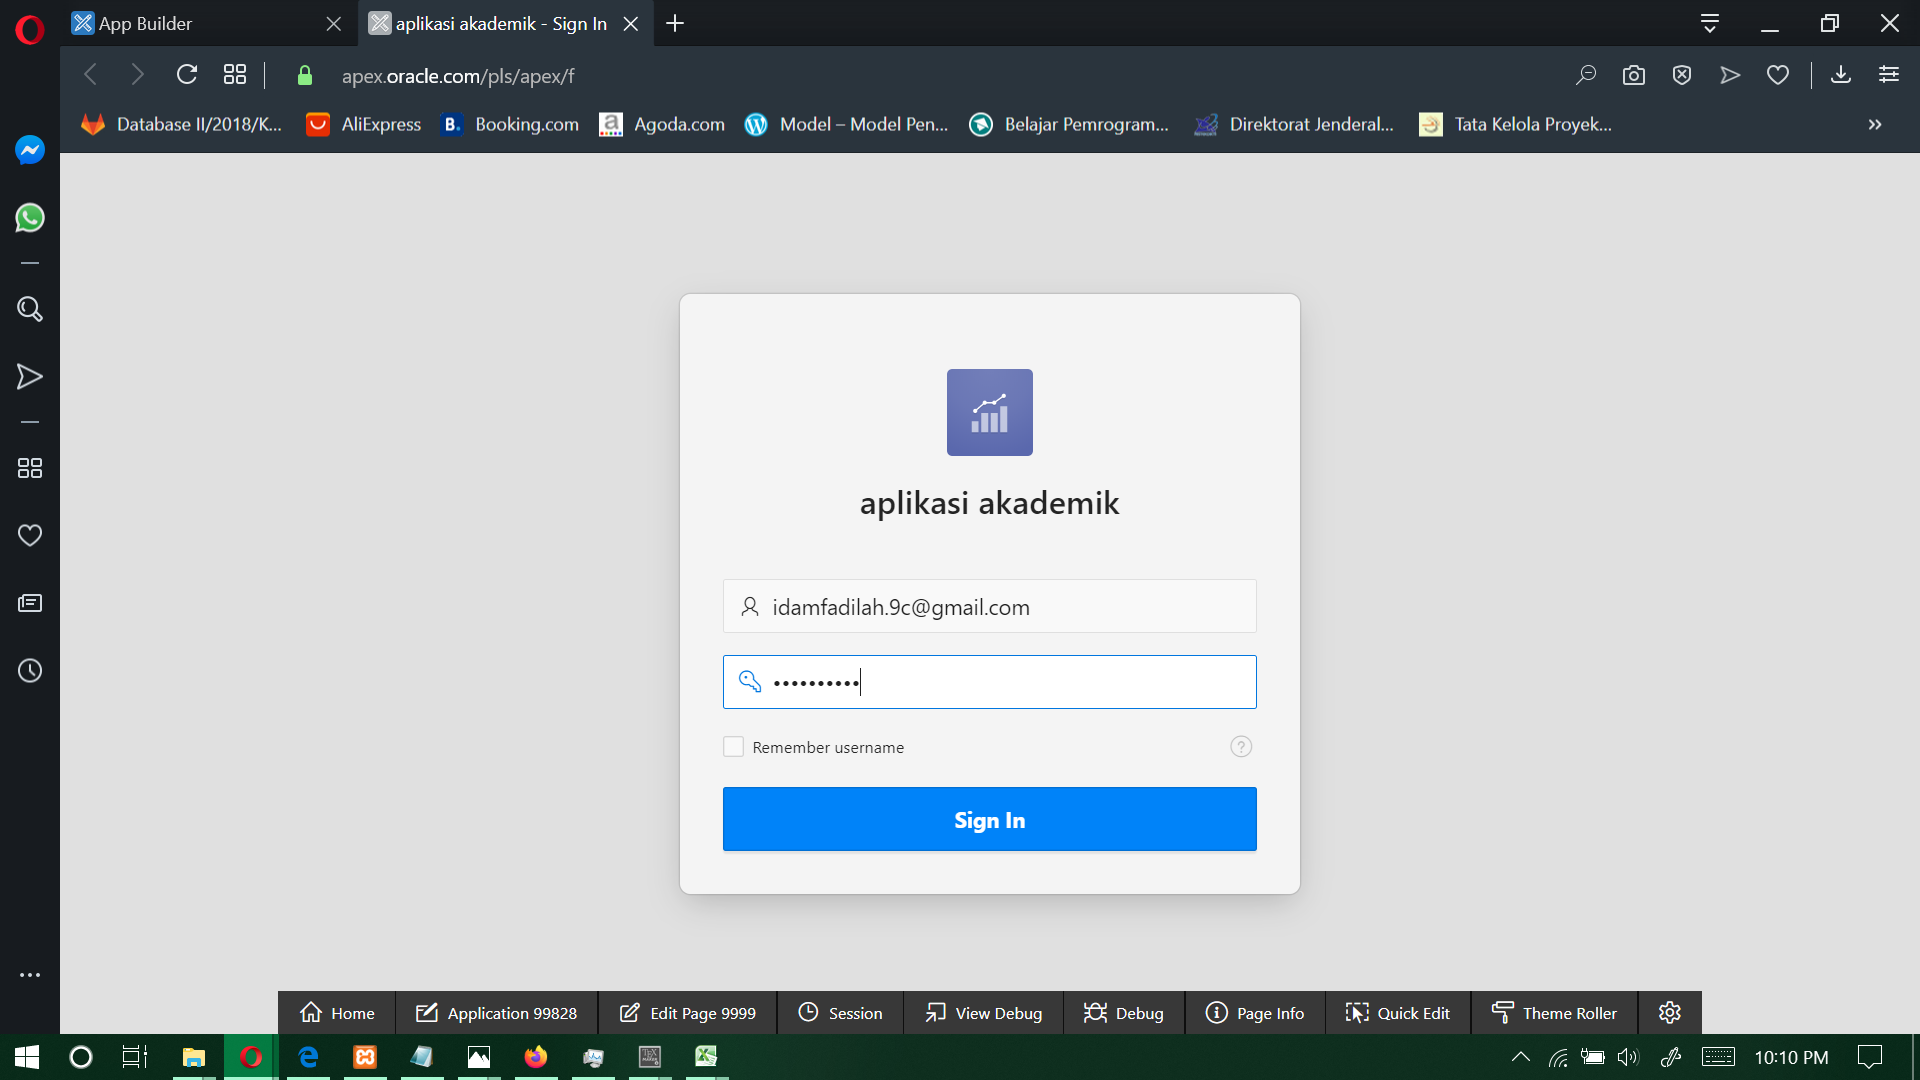 App Builder
aplikasi akademik - Sign In
apex.oracle.com/pls/apex/f
Database II/2018/K...
AliExpress
B.
Booking.com
a
Agoda.com
Model – Model Pen...
Belajar Pemrogram...
Direktorat Jenderal...
Tata Kelola Proyek...
aplikasi akademik
idamfadilah.9c@gmail.com
••••••••••
Remember username
?
Sign In
Home
Application 99828
Edit Page 9999
Session
View Debug
Debug
Page Info
Quick Edit
Theme Roller
10:10 PM